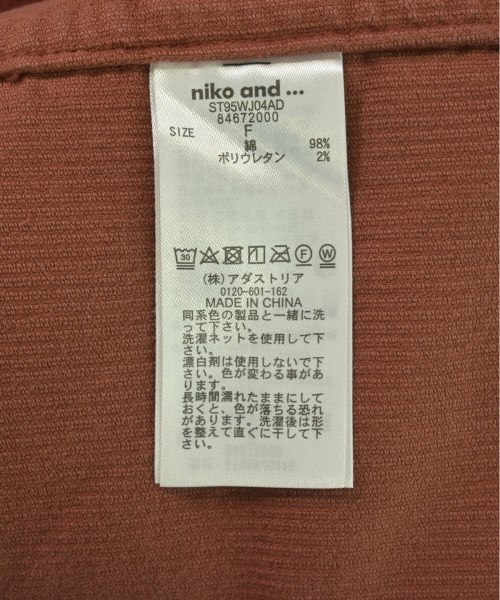 niko and ...
ST95WJ04AD
84672000
SIZE F
綿 98%
ポリウレタン 2%
30 F W
(株) アダストリア
0120-601-162
MADE IN CHINA
同系色の製品と一緒に洗
って下さい。
洗濯ネットを使用して下
さい。
漂白剤は使用しないで下
さい。色が変わる事があ
ります。
長時間濡れたままにして
おくと、色が落ちる恐れ
があります。洗濯後は形
を整えて直ぐに干して下
さい。